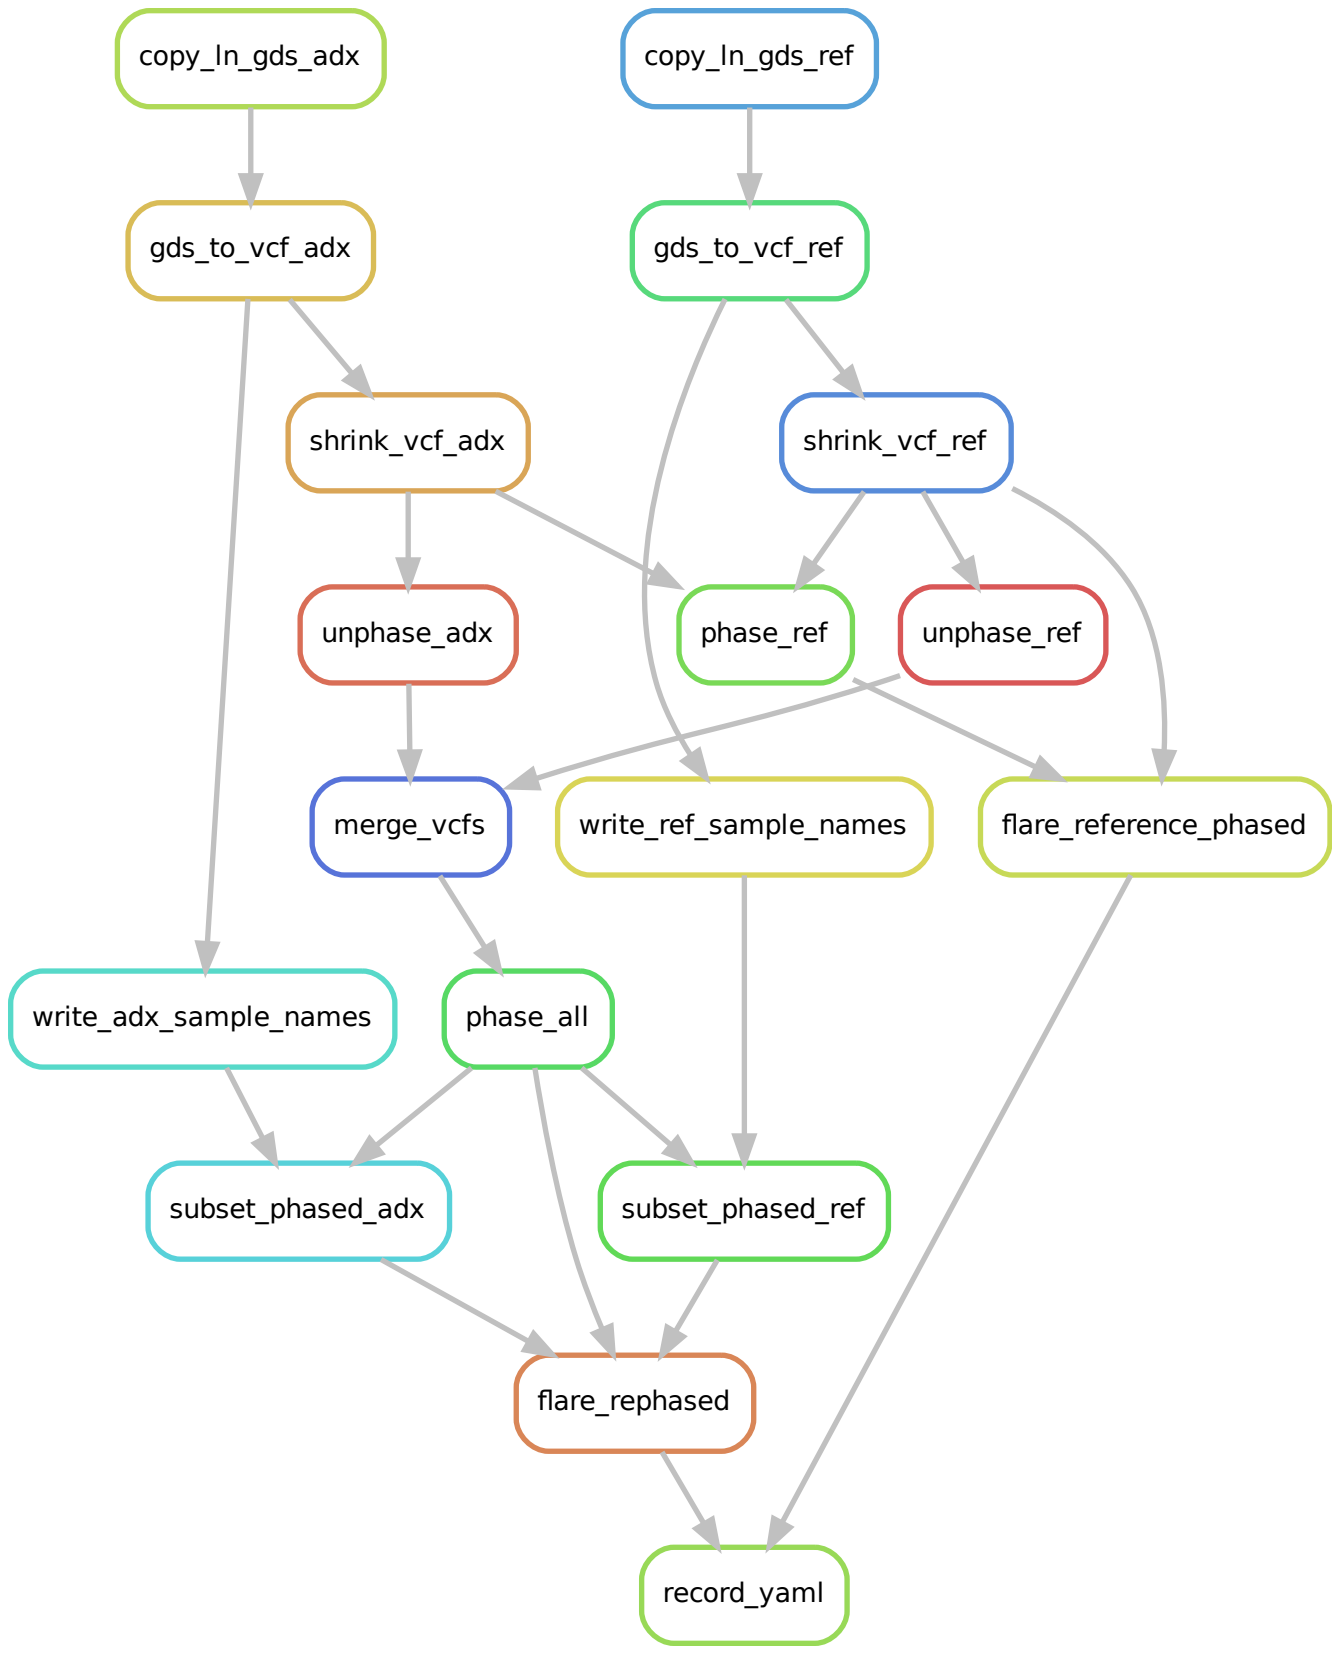 copy_ln_gds_adx
copy_ln_gds_ref
gds_to_vcf_adx
gds_to_vcf_ref
shrink_vcf_adx
shrink_vcf_ref
unphase_adx
phase_ref
unphase_ref
merge_vcfs
write_ref_sample_names
flare_reference_phased
write_adx_sample_names
phase_all
subset_phased_adx
subset_phased_ref
flare_rephased
record_yaml